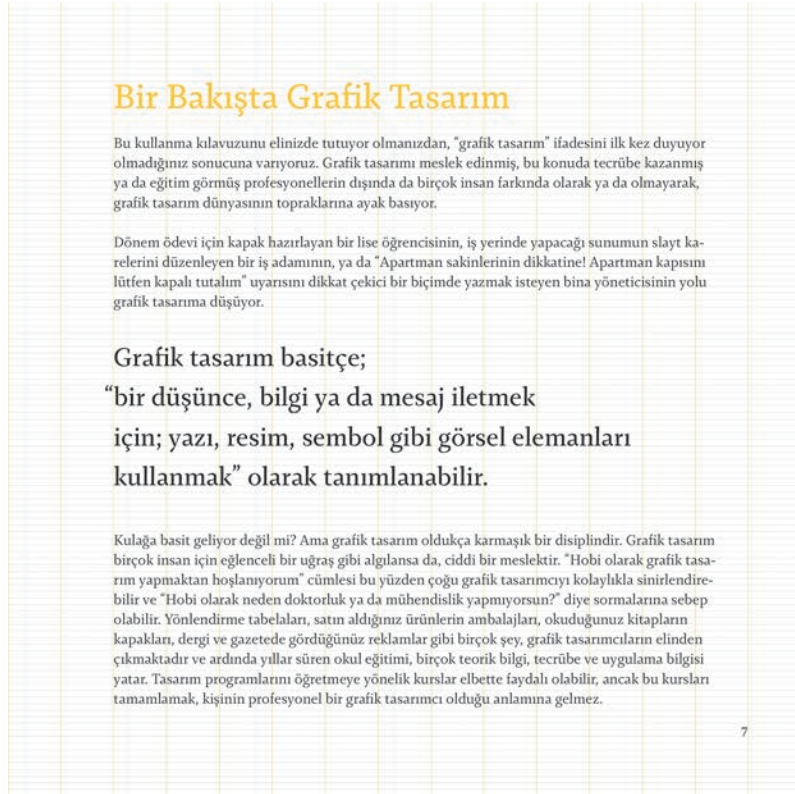 Bir Bakışta Grafik Tasarım
Bu kullanma kılavuzunu elinizde tutuyor olmanızdan, “grafik tasarım” ifadesini ilk kez duyuyor
olmadığınız sonucuna varıyoruz. Grafik tasarımı meslek edinmiş, bu konuda tecrübe kazanmış
ya da eğitim görmüş profesyonellerin dışında da birçok insan farkında olarak ya da olmayarak,
grafik tasarım dünyasının topraklarına ayak basıyor.
Dönem ödevi için kapak hazırlayan bir lise öğrencisinin, iş yerinde yapacağı sunumun slayt ka-
relerini düzenleyen bir iş adamının, ya da “Apartman sakinlerinin dikkatine! Apartman kapısını
lütfen kapalı tutalım” uyarısını dikkat çekici bir biçimde yazmak isteyen bina yöneticisinin yolu
grafik tasarıma düşüyor.
Grafik tasarım basitçe;
“bir düşünce, bilgi ya da mesaj iletmek
için; yazı, resim, sembol gibi görsel elemanları
kullanmak” olarak tanımlanabilir.
Kulağa basit geliyor değil mi? Ama grafik tasarım oldukça karmaşık bir disiplindir. Grafik tasarım
birçok insan için eğlenceli bir uğraş gibi algılansa da, ciddi bir meslektir. “Hobi olarak grafik tasa-
rım yapmaktan hoşlanıyorum” cümlesi bu yüzden çoğu grafik tasarımcıyı kolaylıkla sinirlendire-
bilir ve “Hobi olarak neden doktorluk ya da mühendislik yapmıyorsun?” diye sormalarına sebep
olabilir. Yönlendirme tabelaları, satın aldığınız ürünlerin ambalajları, okuduğunuz kitapların
kapakları, dergi ve gazetede gördüğünüz reklamlar gibi birçok şey, grafik tasarımcıların elinden
çıkmaktadır ve ardında yıllar süren okul eğitimi, birçok teorik bilgi, tecrübe ve uygulama bilgisi
yatar. Tasarım programlarını öğretmeye yönelik kurslar elbette faydalı olabilir, ancak bu kursları
tamamlamak, kişinin profesyonel bir grafik tasarımcı olduğu anlamına gelmez.
7